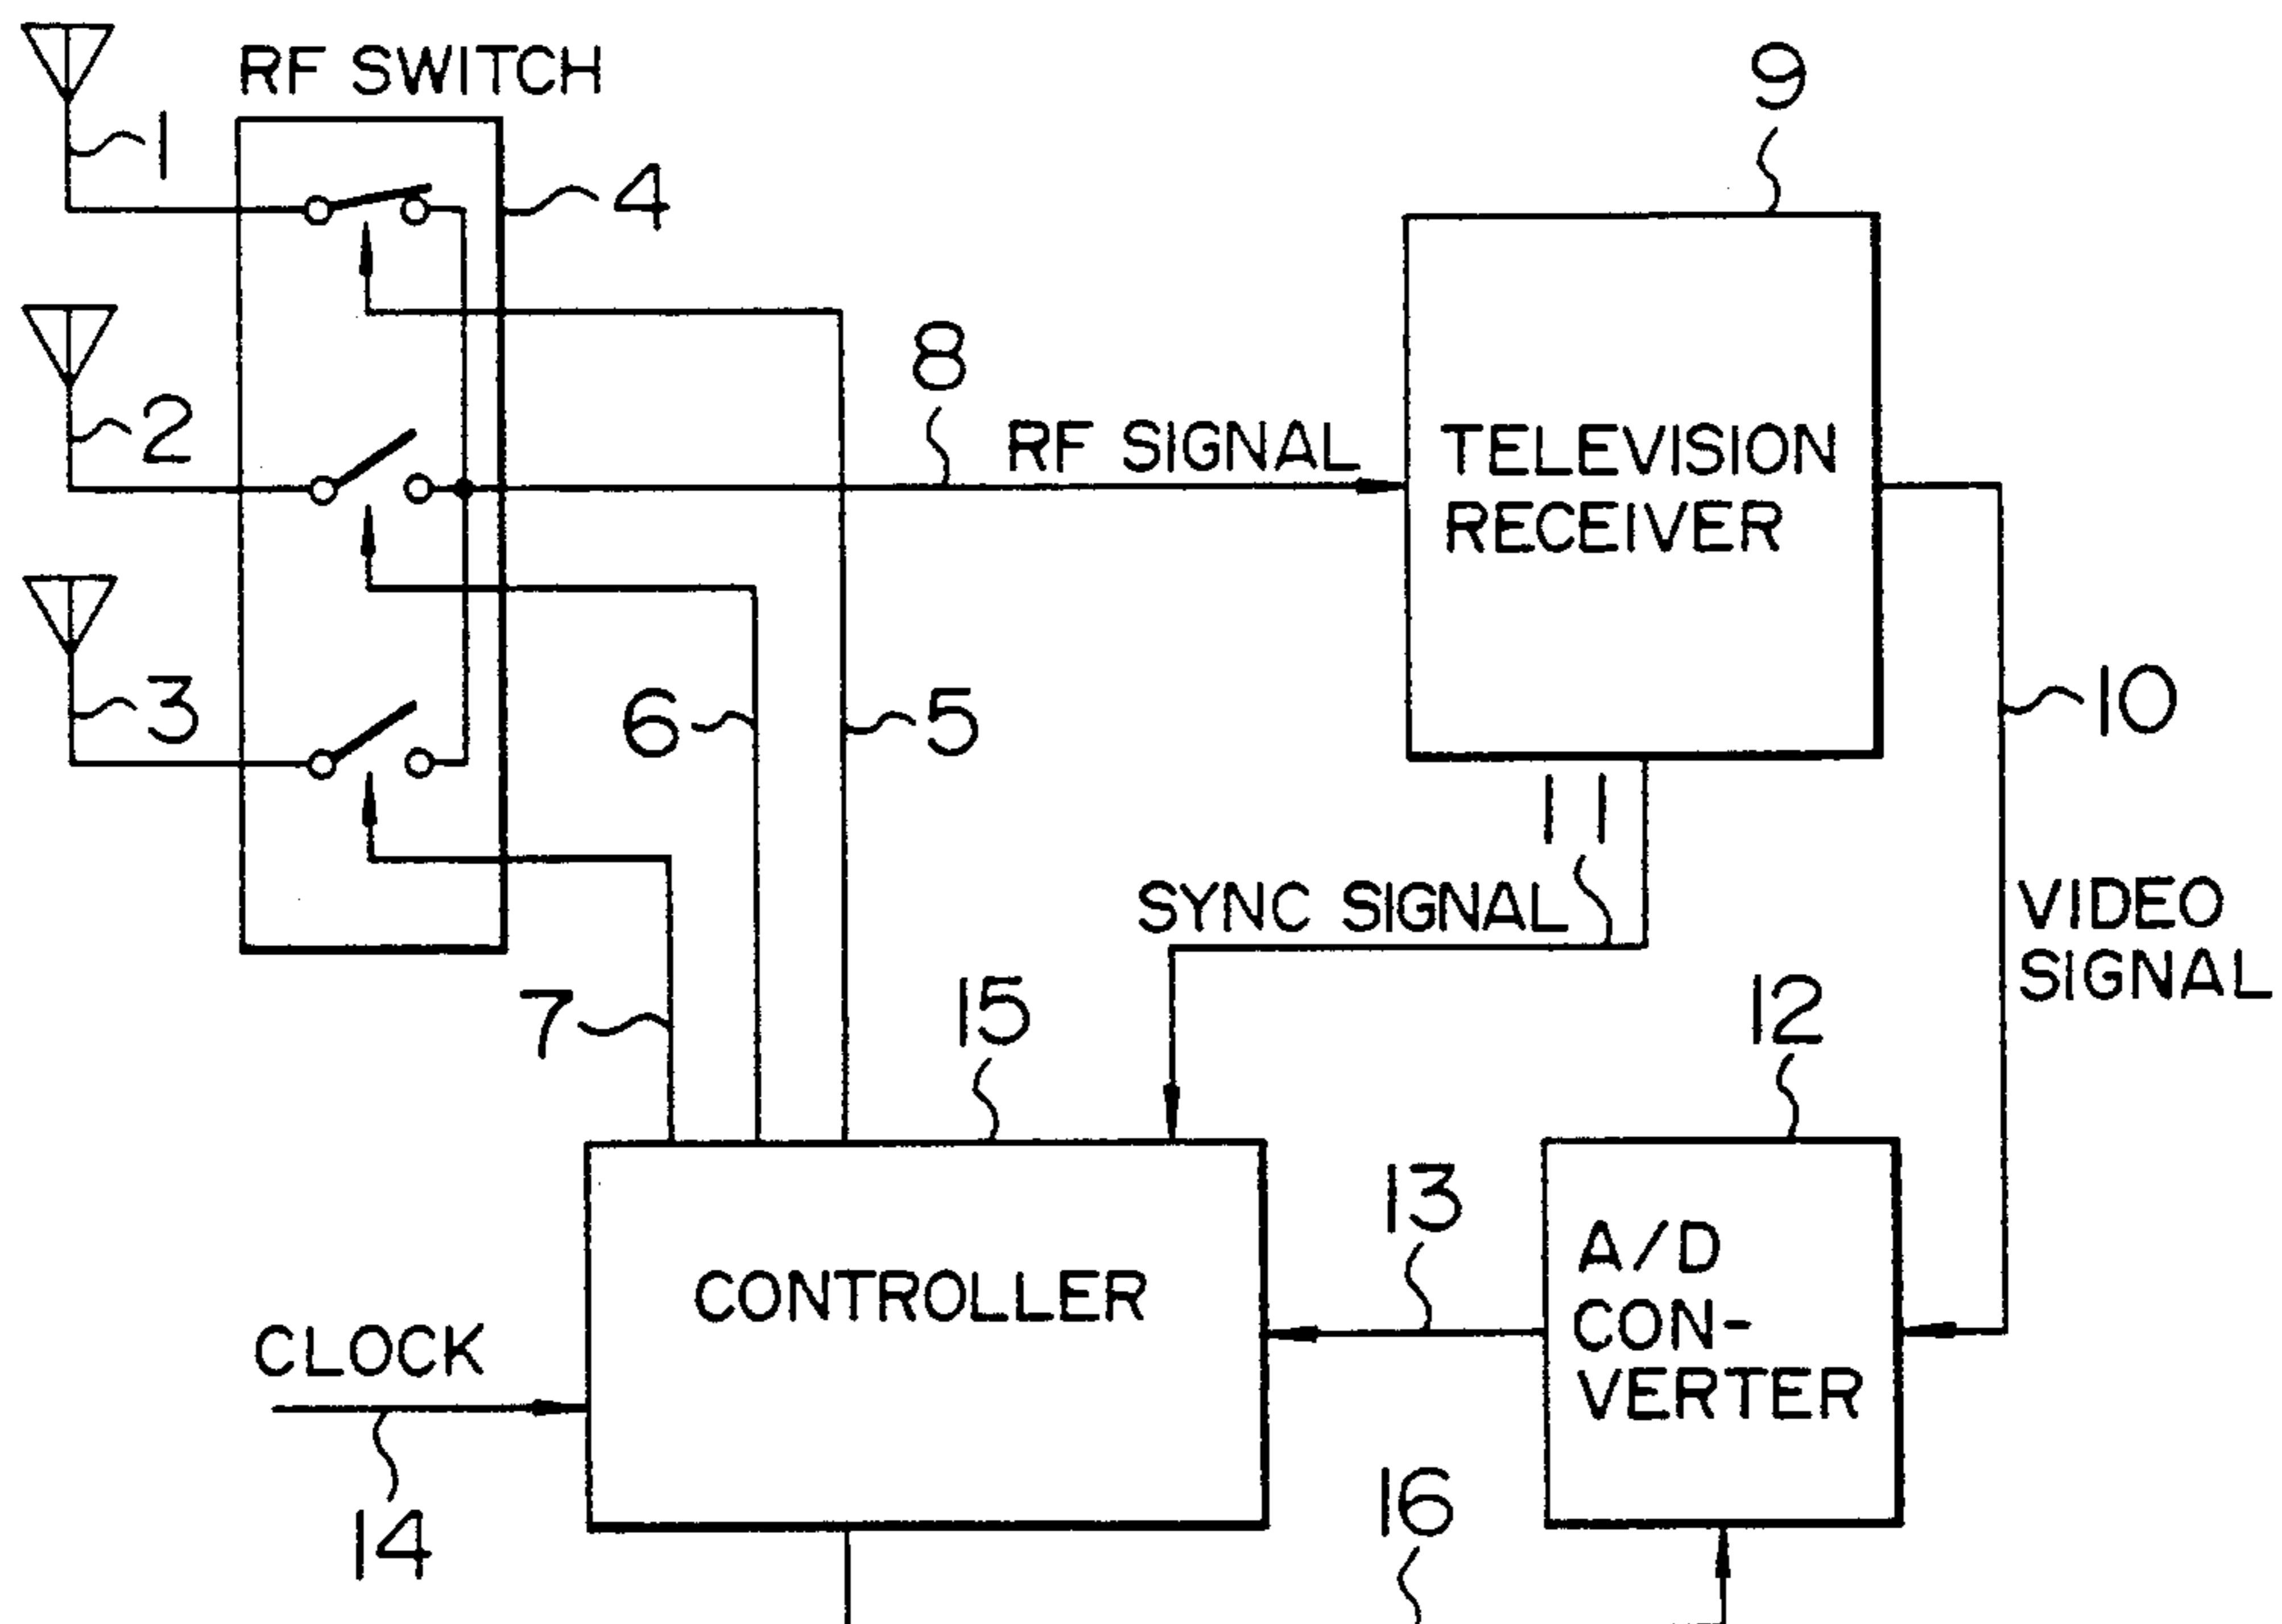 RF SWITCH
9
1
4
8
2
RF SIGNAL
TELEVISION
RECEIVER
3
6
5
10
11
SYNC SIGNAL
VIDEO
SIGNAL
7
15
12
13
A/D
CON-
VERTER
CONTROLLER
CLOCK
16
14